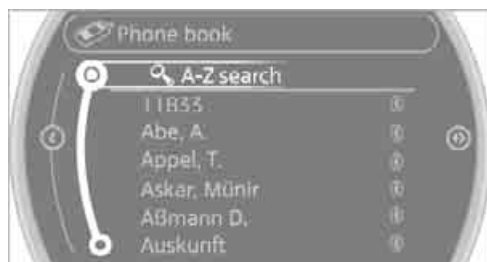 Phone book
A-Z search
11833
Abe, A.
Appel, T.
Askar, Münir
Aßmann D.
Auskunft